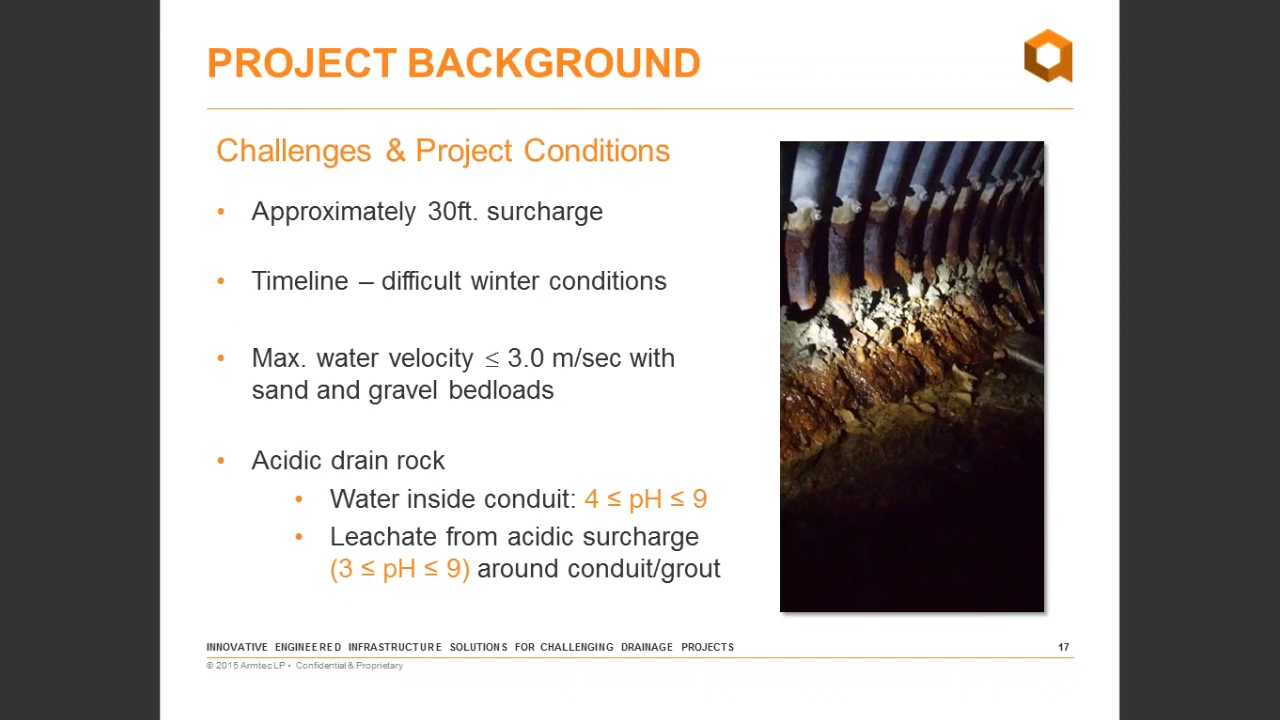 PROJECT BACKGROUND
Challenges & Project Conditions
• Approximately 30ft. surcharge
• Timeline – difficult winter conditions
• Max. water velocity ≤ 3.0 m/sec with
sand and gravel bedloads
• Acidic drain rock
• Water inside conduit: 4 ≤ pH ≤ 9
• Leachate from acidic surcharge
(3 ≤ pH ≤ 9) around conduit/grout
INNOVATIVE ENGINEERED INFRASTRUCTURE SOLUTIONS FOR CHALLENGING DRAINAGE PROJECTS 17
© 2015 Armtec LP • Confidential & Proprietary